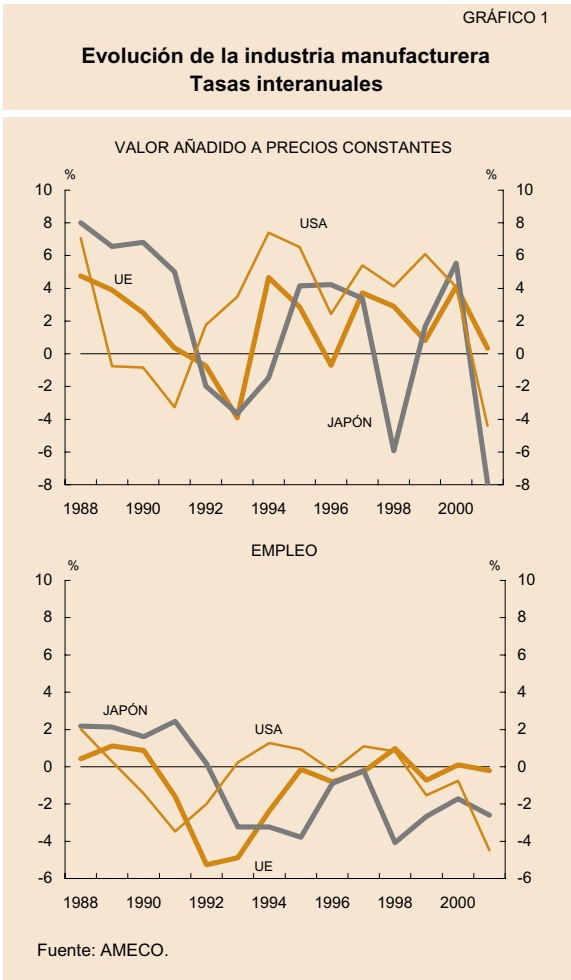 GRÁFICO 1
Evolución de la industria manufacturera
Tasas interanuales
VALOR AÑADIDO A PRECIOS CONSTANTES
% %
10 10
8 8
USA
6 6
UE
4 4
2 2
0 0
-2 -2
-4 JAPÓN -4
-6 -6
-8 -8
1988 1990 1992 1994 1996 1998 2000
EMPLEO
% %
10 10
8 8
6 6
4 4
JAPÓN
2 USA 2
0 0
-2 -2
-4 -4
UE
-6 -6
1988 1990 1992 1994 1996 1998 2000
Fuente: AMECO.